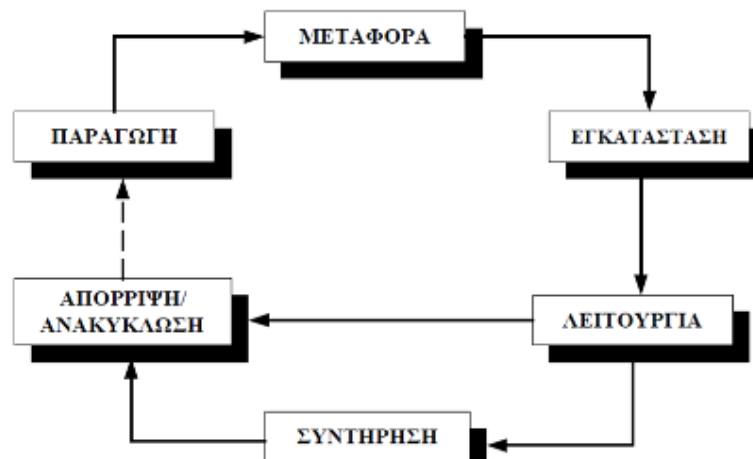 ΜΕΤΑΦΟΡΑ
ΠΑΡΑΓΩΓΗ
ΕΓΚΑΤΑΣΤΑΣΗ
ΑΠΟΡΡΙΨΗ/
ΑΝΑΚΥΚΛΩΣΗ
ΛΕΙΤΟΥΡΓΙΑ
ΣΥΝΤΗΡΗΣΗ